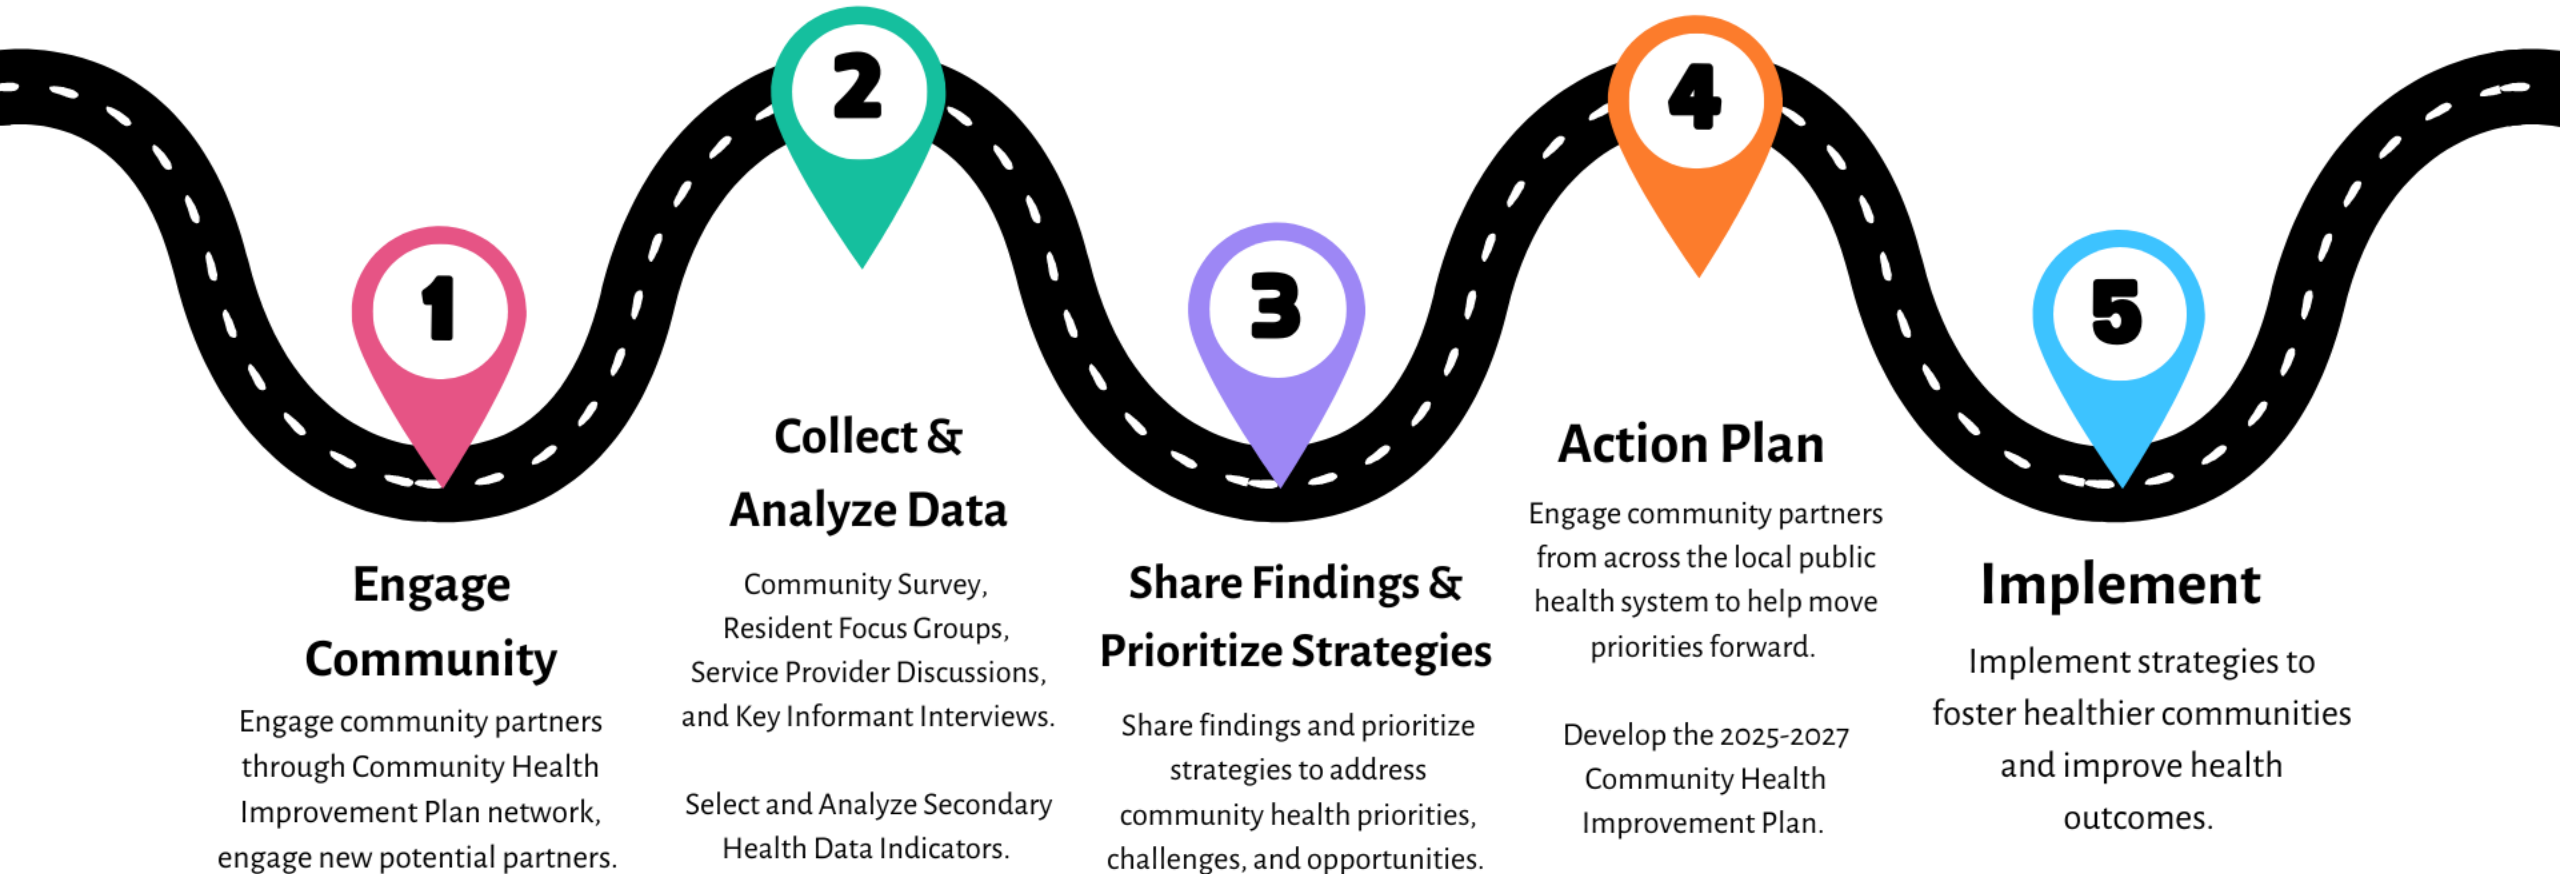 1
Engage
Community
Engage community partners
through Community Health
Improvement Plan network,
engage new potential partners.
2
Collect &
Analyze Data
Community Survey,
Resident Focus Groups,
Service Provider Discussions,
and Key Informant Interviews.
Select and Analyze Secondary
Health Data Indicators.
3
Share Findings &
Prioritize Strategies
Share findings and prioritize
strategies to address
community health priorities,
challenges, and opportunities.
4
Action Plan
Engage community partners
from across the local public
health system to help move
priorities forward.
Develop the 2025-2027
Community Health
Improvement Plan.
5
Implement
Implement strategies to
foster healthier communities
and improve health
outcomes.